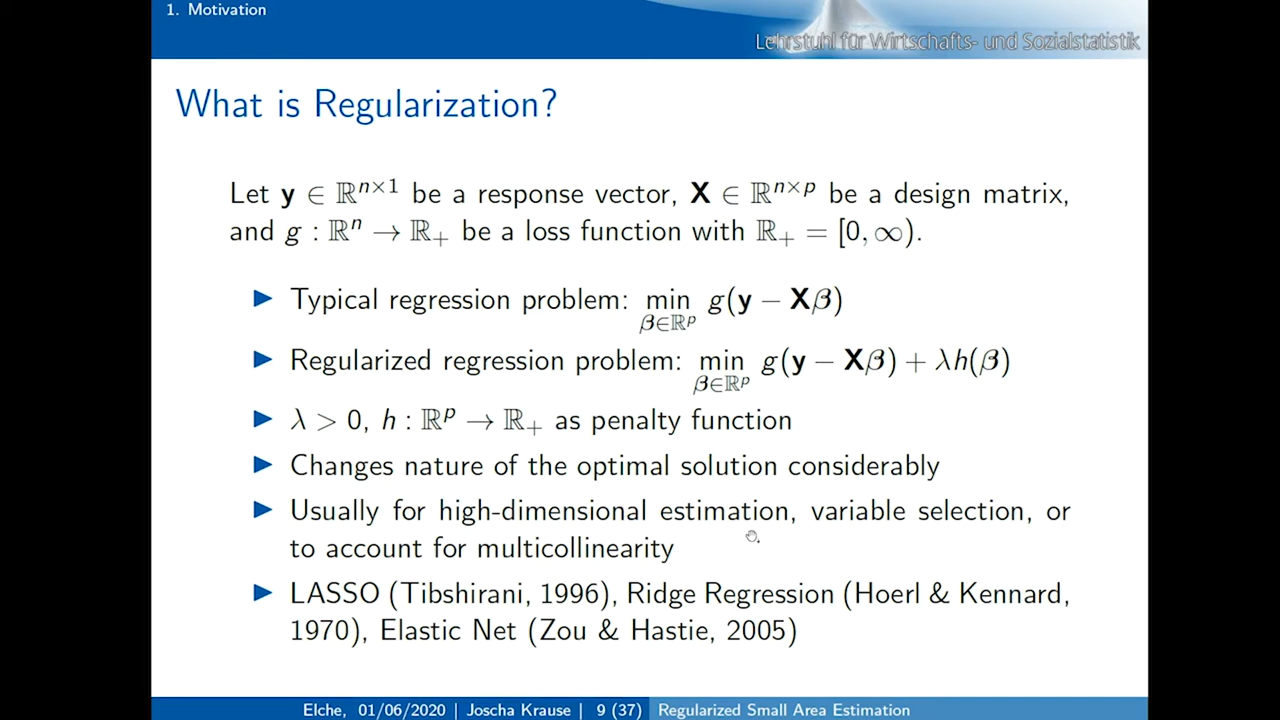 1. Motivation
Lehrstuhl für Wirtschafts- und Sozialstatistik
What is Regularization?
Let y ∈ ℝⁿˣ¹ be a response vector, X ∈ ℝⁿˣᵖ be a design matrix,
and g : ℝⁿ → ℝ₊ be a loss function with ℝ₊ = [0, ∞).
▶ Typical regression problem: min g(y − Xβ)
β∈ℝᵖ
▶ Regularized regression problem: min g(y − Xβ) + λh(β)
β∈ℝᵖ
▶ λ > 0, h : ℝᵖ → ℝ₊ as penalty function
▶ Changes nature of the optimal solution considerably
▶ Usually for high-dimensional estimation, variable selection, or
to account for multicollinearity
▶ LASSO (Tibshirani, 1996), Ridge Regression (Hoerl & Kennard,
1970), Elastic Net (Zou & Hastie, 2005)
Elche, 01/06/2020 | Joscha Krause | 9 (37) Regularized Small Area Estimation